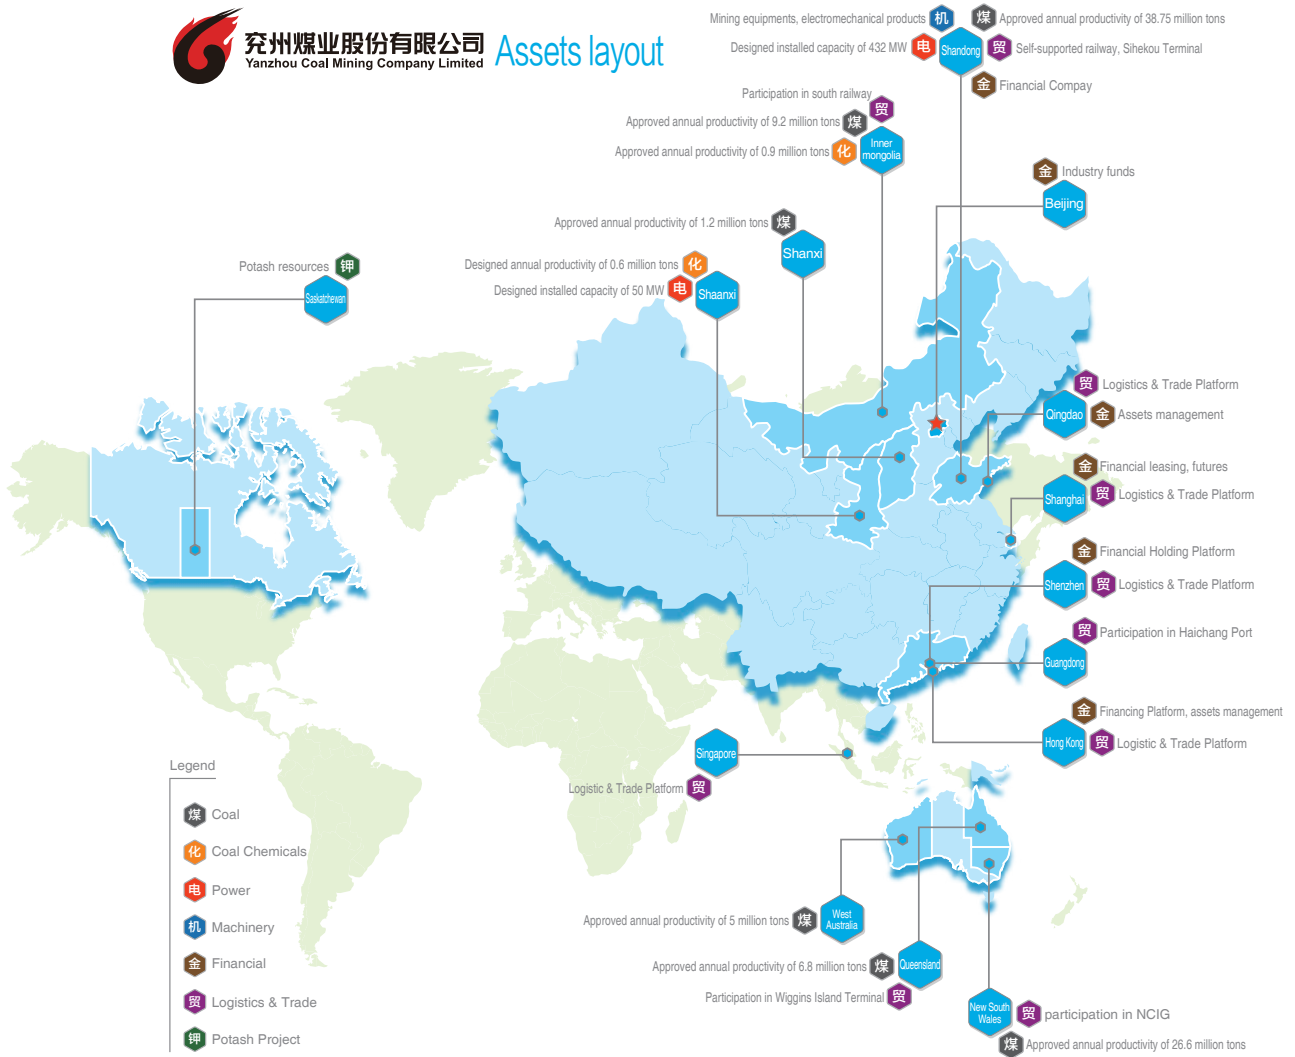 兖州煤业股份有限公司
Yanzhou Coal Mining Company Limited
Assets layout
Mining equipments, electromechanical products 机
煤 Approved annual productivity of 38.75 million tons
Designed installed capacity of 432 MW 电
Shandong
贸 Self-supported railway, Sihekou Terminal
金 Financial Compay
Participation in south railway
贸
Approved annual productivity of 9.2 million tons 煤
Approved annual productivity of 0.9 million tons 化
Inner
mongolia
金 Industry funds
Beijing
Approved annual productivity of 1.2 million tons 煤
Shanxi
Designed annual productivity of 0.6 million tons 化
Designed installed capacity of 50 MW 电
Shaanxi
Potash resources 钾
Saskatchewan
贸 Logistics & Trade Platform
Qingdao
金 Assets management
金 Financial leasing, futures
Shanghai
贸 Logistics & Trade Platform
金 Financial Holding Platform
Shenzhen
贸 Logistics & Trade Platform
贸 Participation in Haichang Port
Guangdong
金 Financing Platform, assets management
Hong Kong
贸 Logistic & Trade Platform
Singapore
Logistic & Trade Platform 贸
Legend
煤 Coal
化 Coal Chemicals
电 Power
机 Machinery
金 Financial
贸 Logistics & Trade
钾 Potash Project
Approved annual productivity of 5 million tons 煤
West
Australia
Approved annual productivity of 6.8 million tons 煤
Queensland
Participation in Wiggins Island Terminal 贸
New South
Wales
贸 participation in NCIG
煤 Approved annual productivity of 26.6 million tons